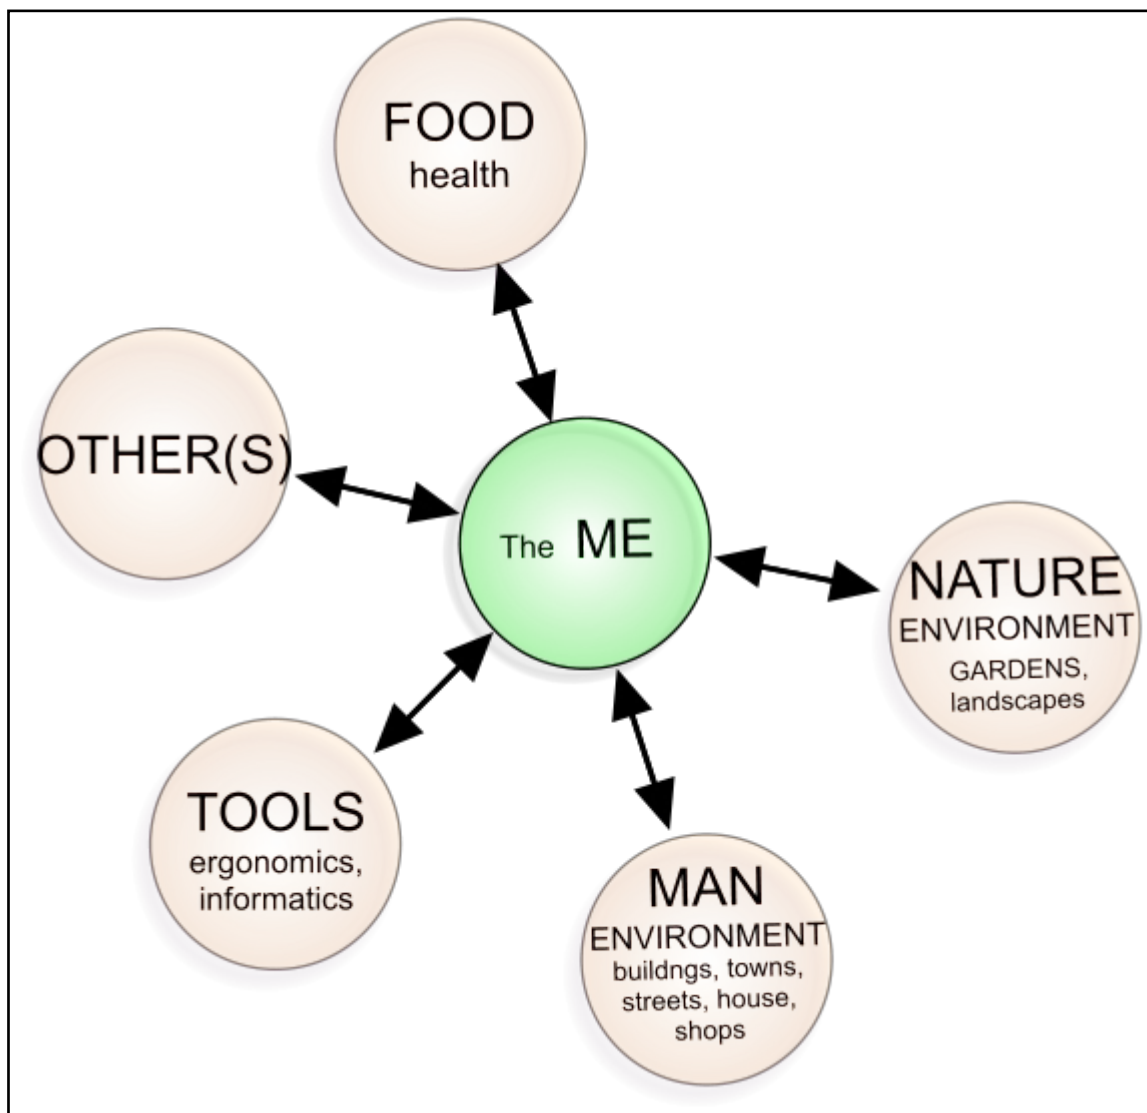 FOOD
health
OTHER(S)
The ME
NATURE
ENVIRONMENT
GARDENS,
landscapes
TOOLS
ergonomics,
informatics
MAN
ENVIRONMENT
buildngs, towns,
streets, house,
shops